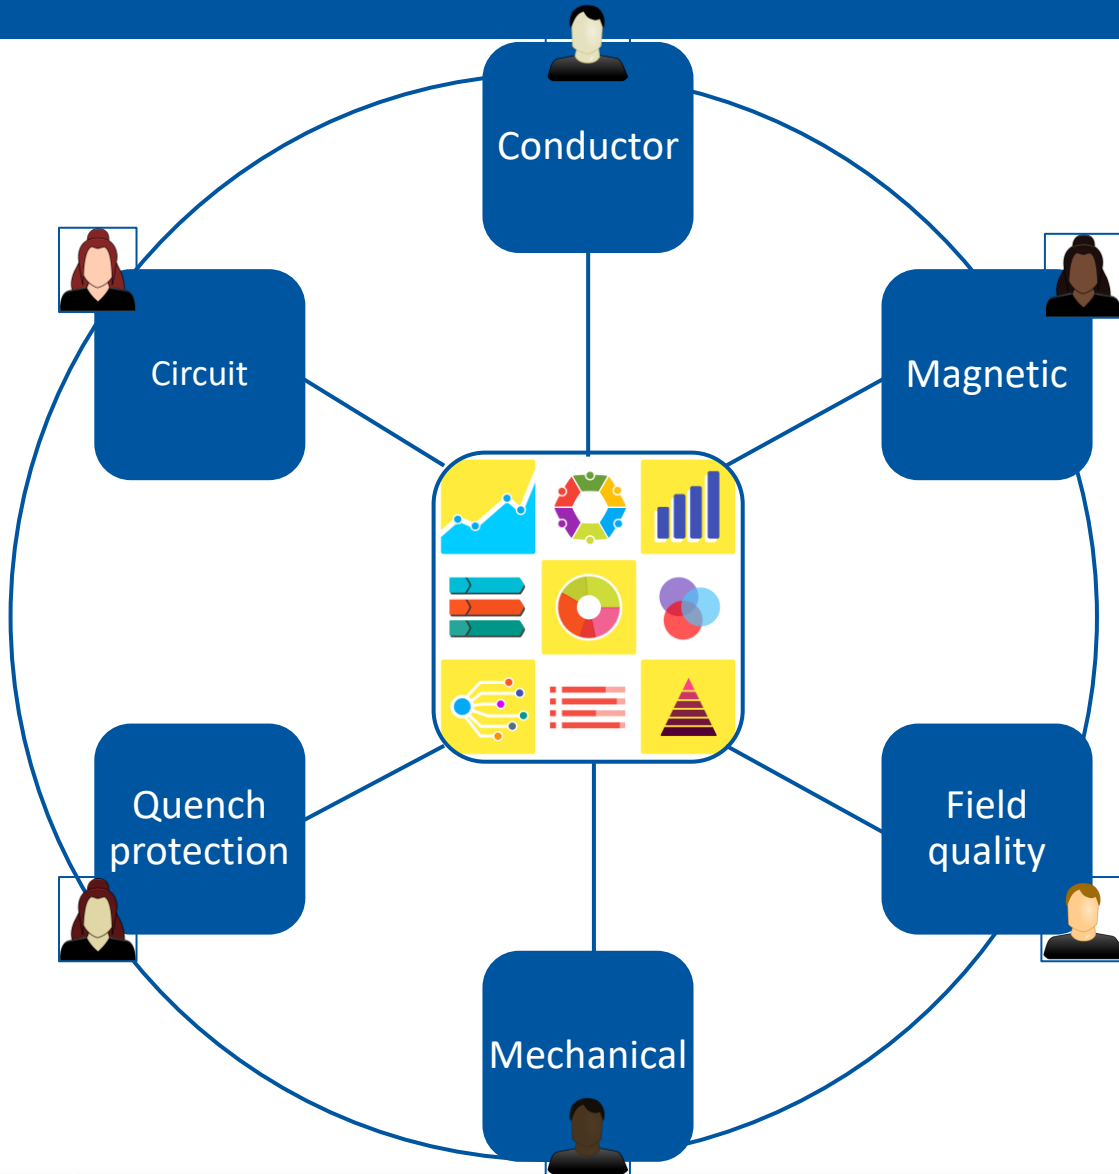 Conductor
Circuit
Magnetic
Quench
protection
Field
quality
Mechanical